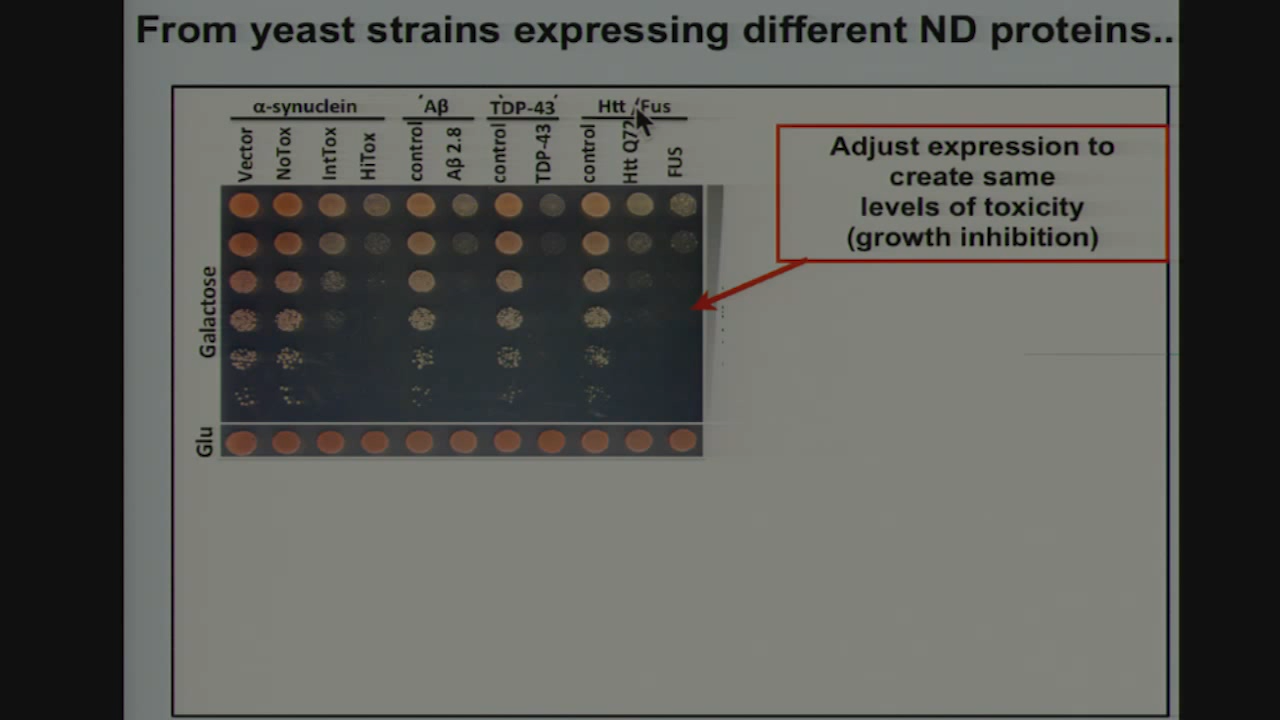 From yeast strains expressing different ND proteins..
α-synuclein
Aβ
TDP-43
Htt /Fus
Vector
NoTox
IntTox
HiTox
control
Aβ 2.8
control
TDP-43
control
Htt Q72
FUS
Galactose
Glu
Adjust expression to
create same
levels of toxicity
(growth inhibition)